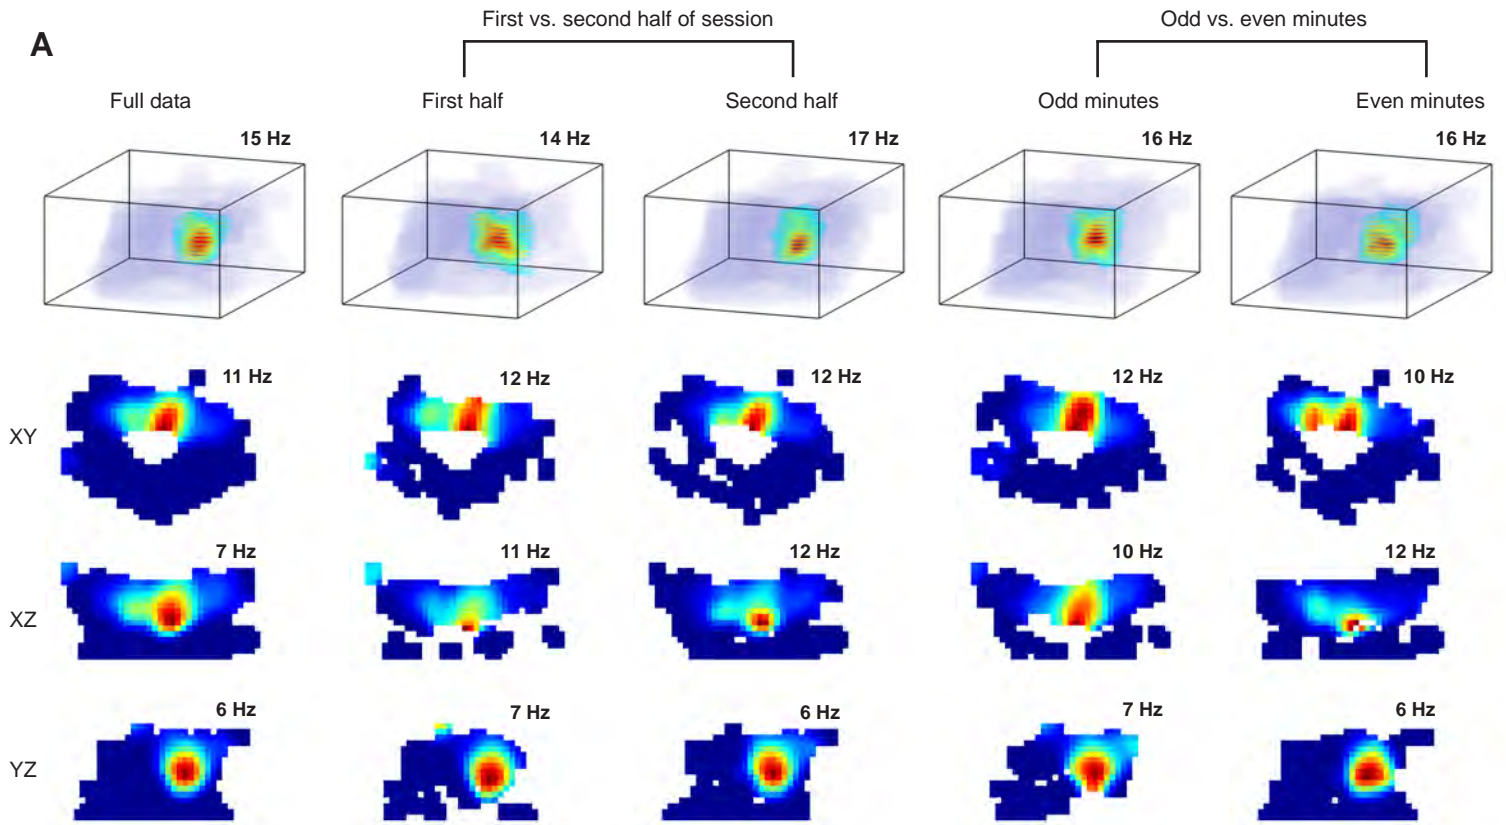 First vs. second half of session
Odd vs. even minutes
A
Full data
First half
Second half
Odd minutes
Even minutes
15 Hz
14 Hz
17 Hz
16 Hz
16 Hz
11 Hz
12 Hz
12 Hz
12 Hz
10 Hz
XY
7 Hz
11 Hz
12 Hz
10 Hz
12 Hz
XZ
6 Hz
7 Hz
6 Hz
7 Hz
6 Hz
YZ